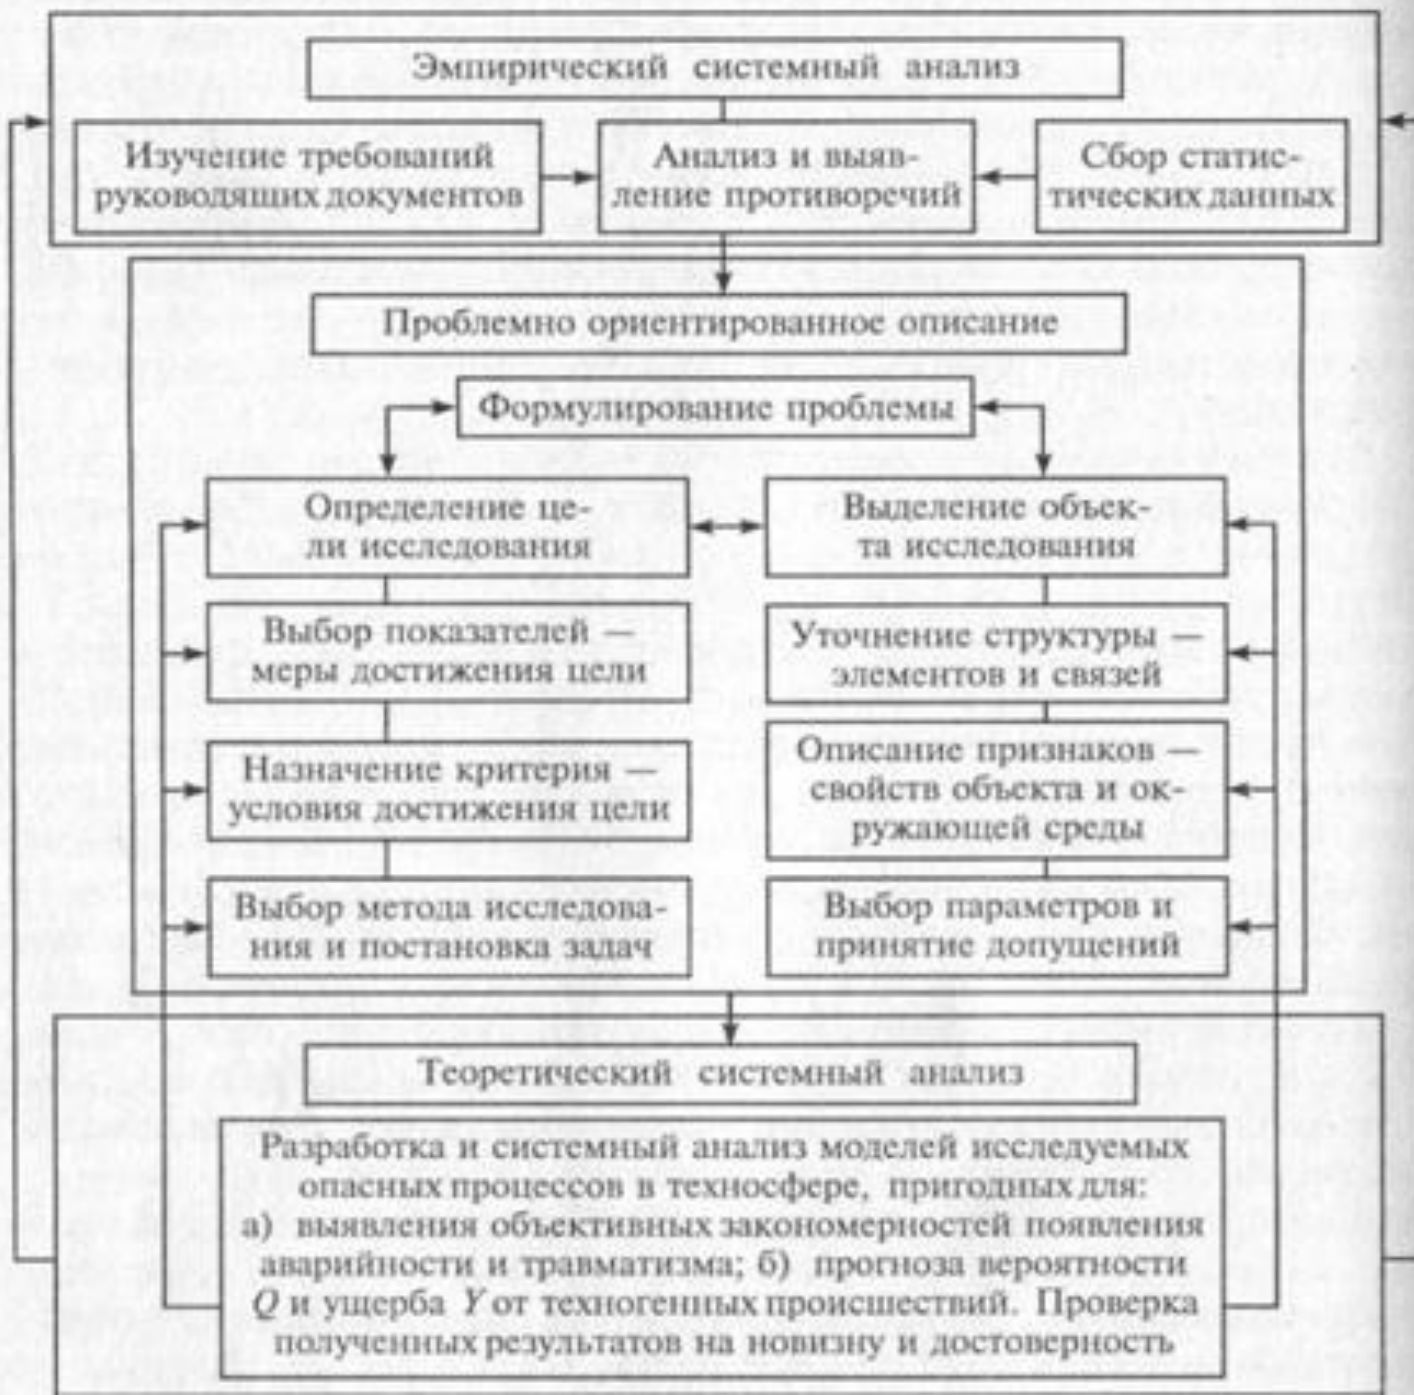 Эмпирический системный анализ
Изучение требований
руководящих документов
Анализ и выяв-
ление противоречий
Сбор статис-
тических данных
Проблемно ориентированное описание
Формулирование проблемы
Определение це-
ли исследования
Выделение объек-
та исследования
Выбор показателей —
меры достижения цели
Уточнение структуры —
элементов и связей
Назначение критерия —
условия достижения цели
Описание признаков —
свойств объекта и ок-
ружающей среды
Выбор метода исследова-
ния и постановка задач
Выбор параметров и
принятие допущений
Теоретический системный анализ
Разработка и системный анализ моделей исследуемых
опасных процессов в техносфере, пригодных для:
а) выявления объективных закономерностей появления
аварийности и травматизма; б) прогноза вероятности
Q и ущерба Y от техногенных происшествий. Проверка
полученных результатов на новизну и достоверность